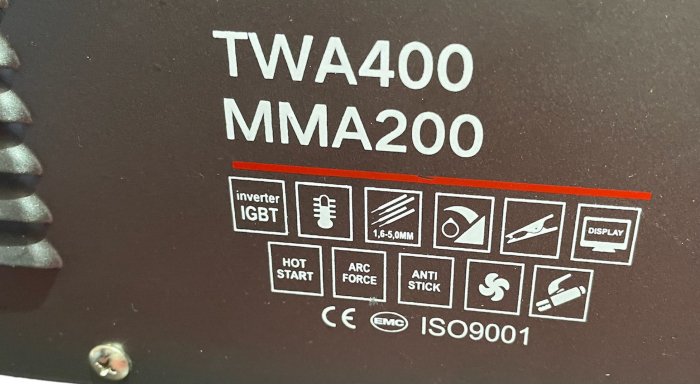 TWA400
MMA200
inverter
IGBT
1,6-5,0MM
DISPLAY
HOT
START
ARC
FORCE
ANTI
STICK
CE EMC ISO9001